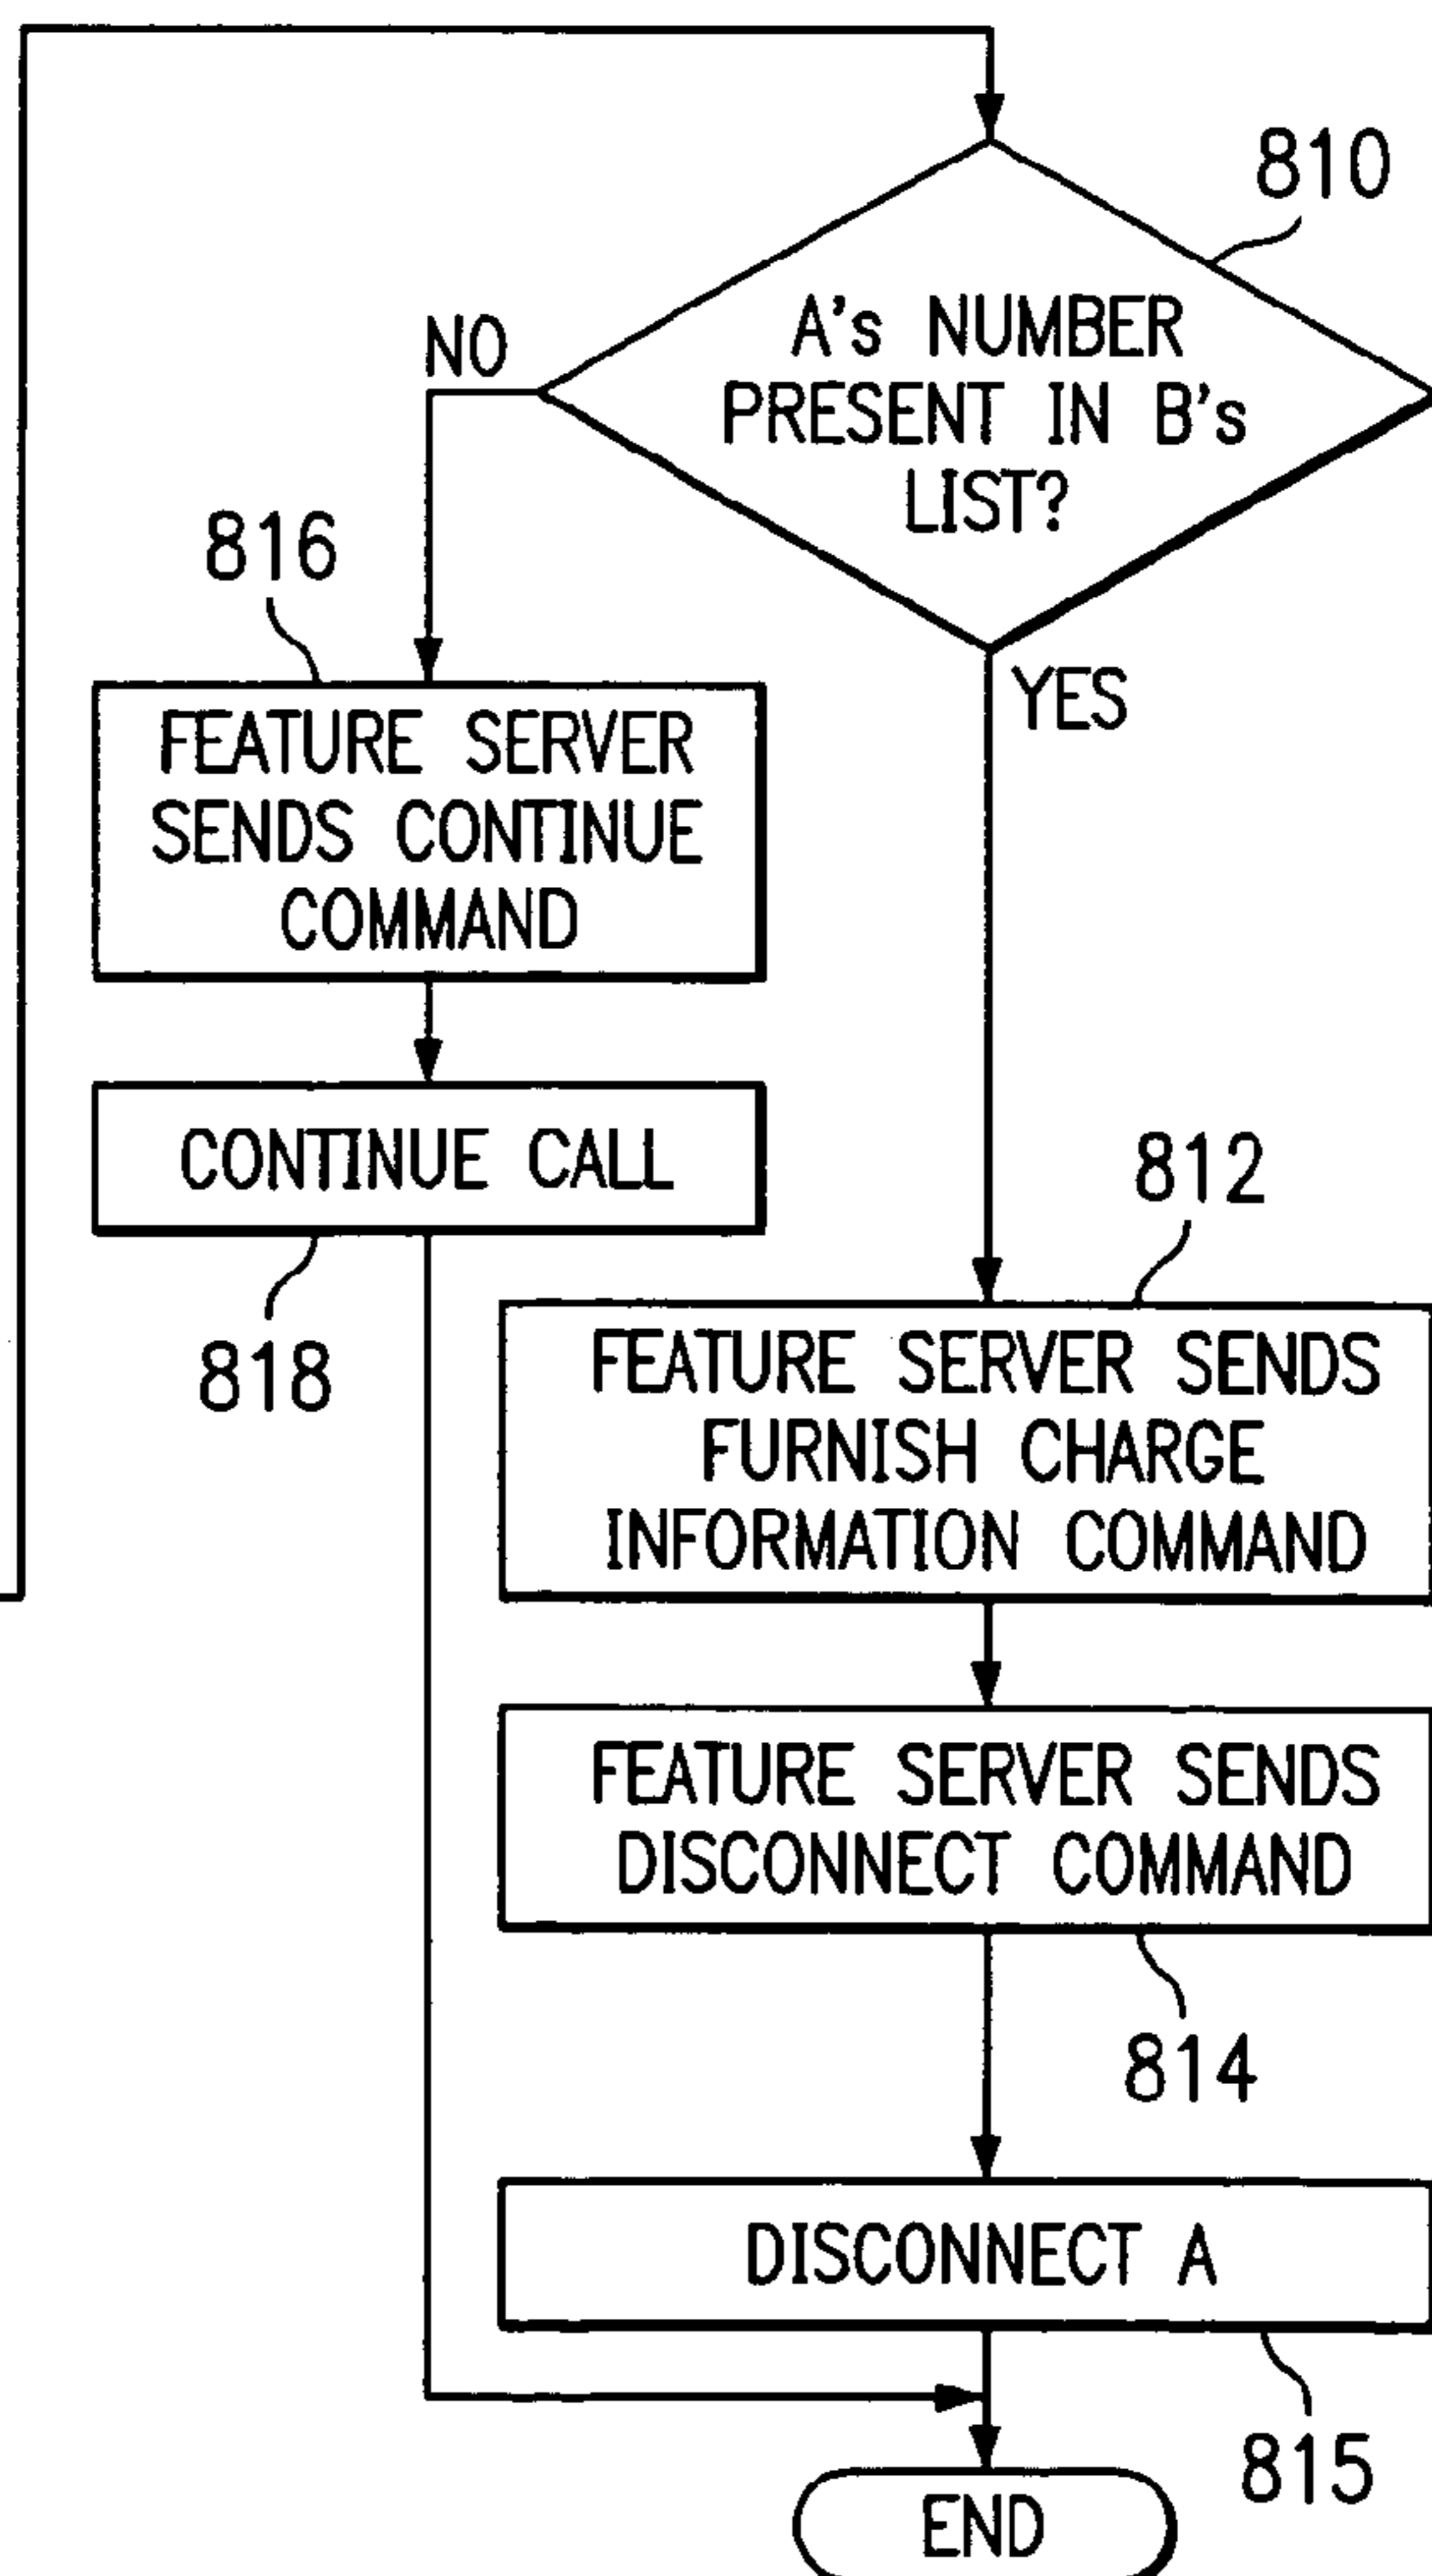 810
A's NUMBER
PRESENT IN B's
LIST?
NO
YES
816
FEATURE SERVER
SENDS CONTINUE
COMMAND
CONTINUE CALL
818
812
FEATURE SERVER SENDS
FURNISH CHARGE
INFORMATION COMMAND
FEATURE SERVER SENDS
DISCONNECT COMMAND
814
DISCONNECT A
815
END